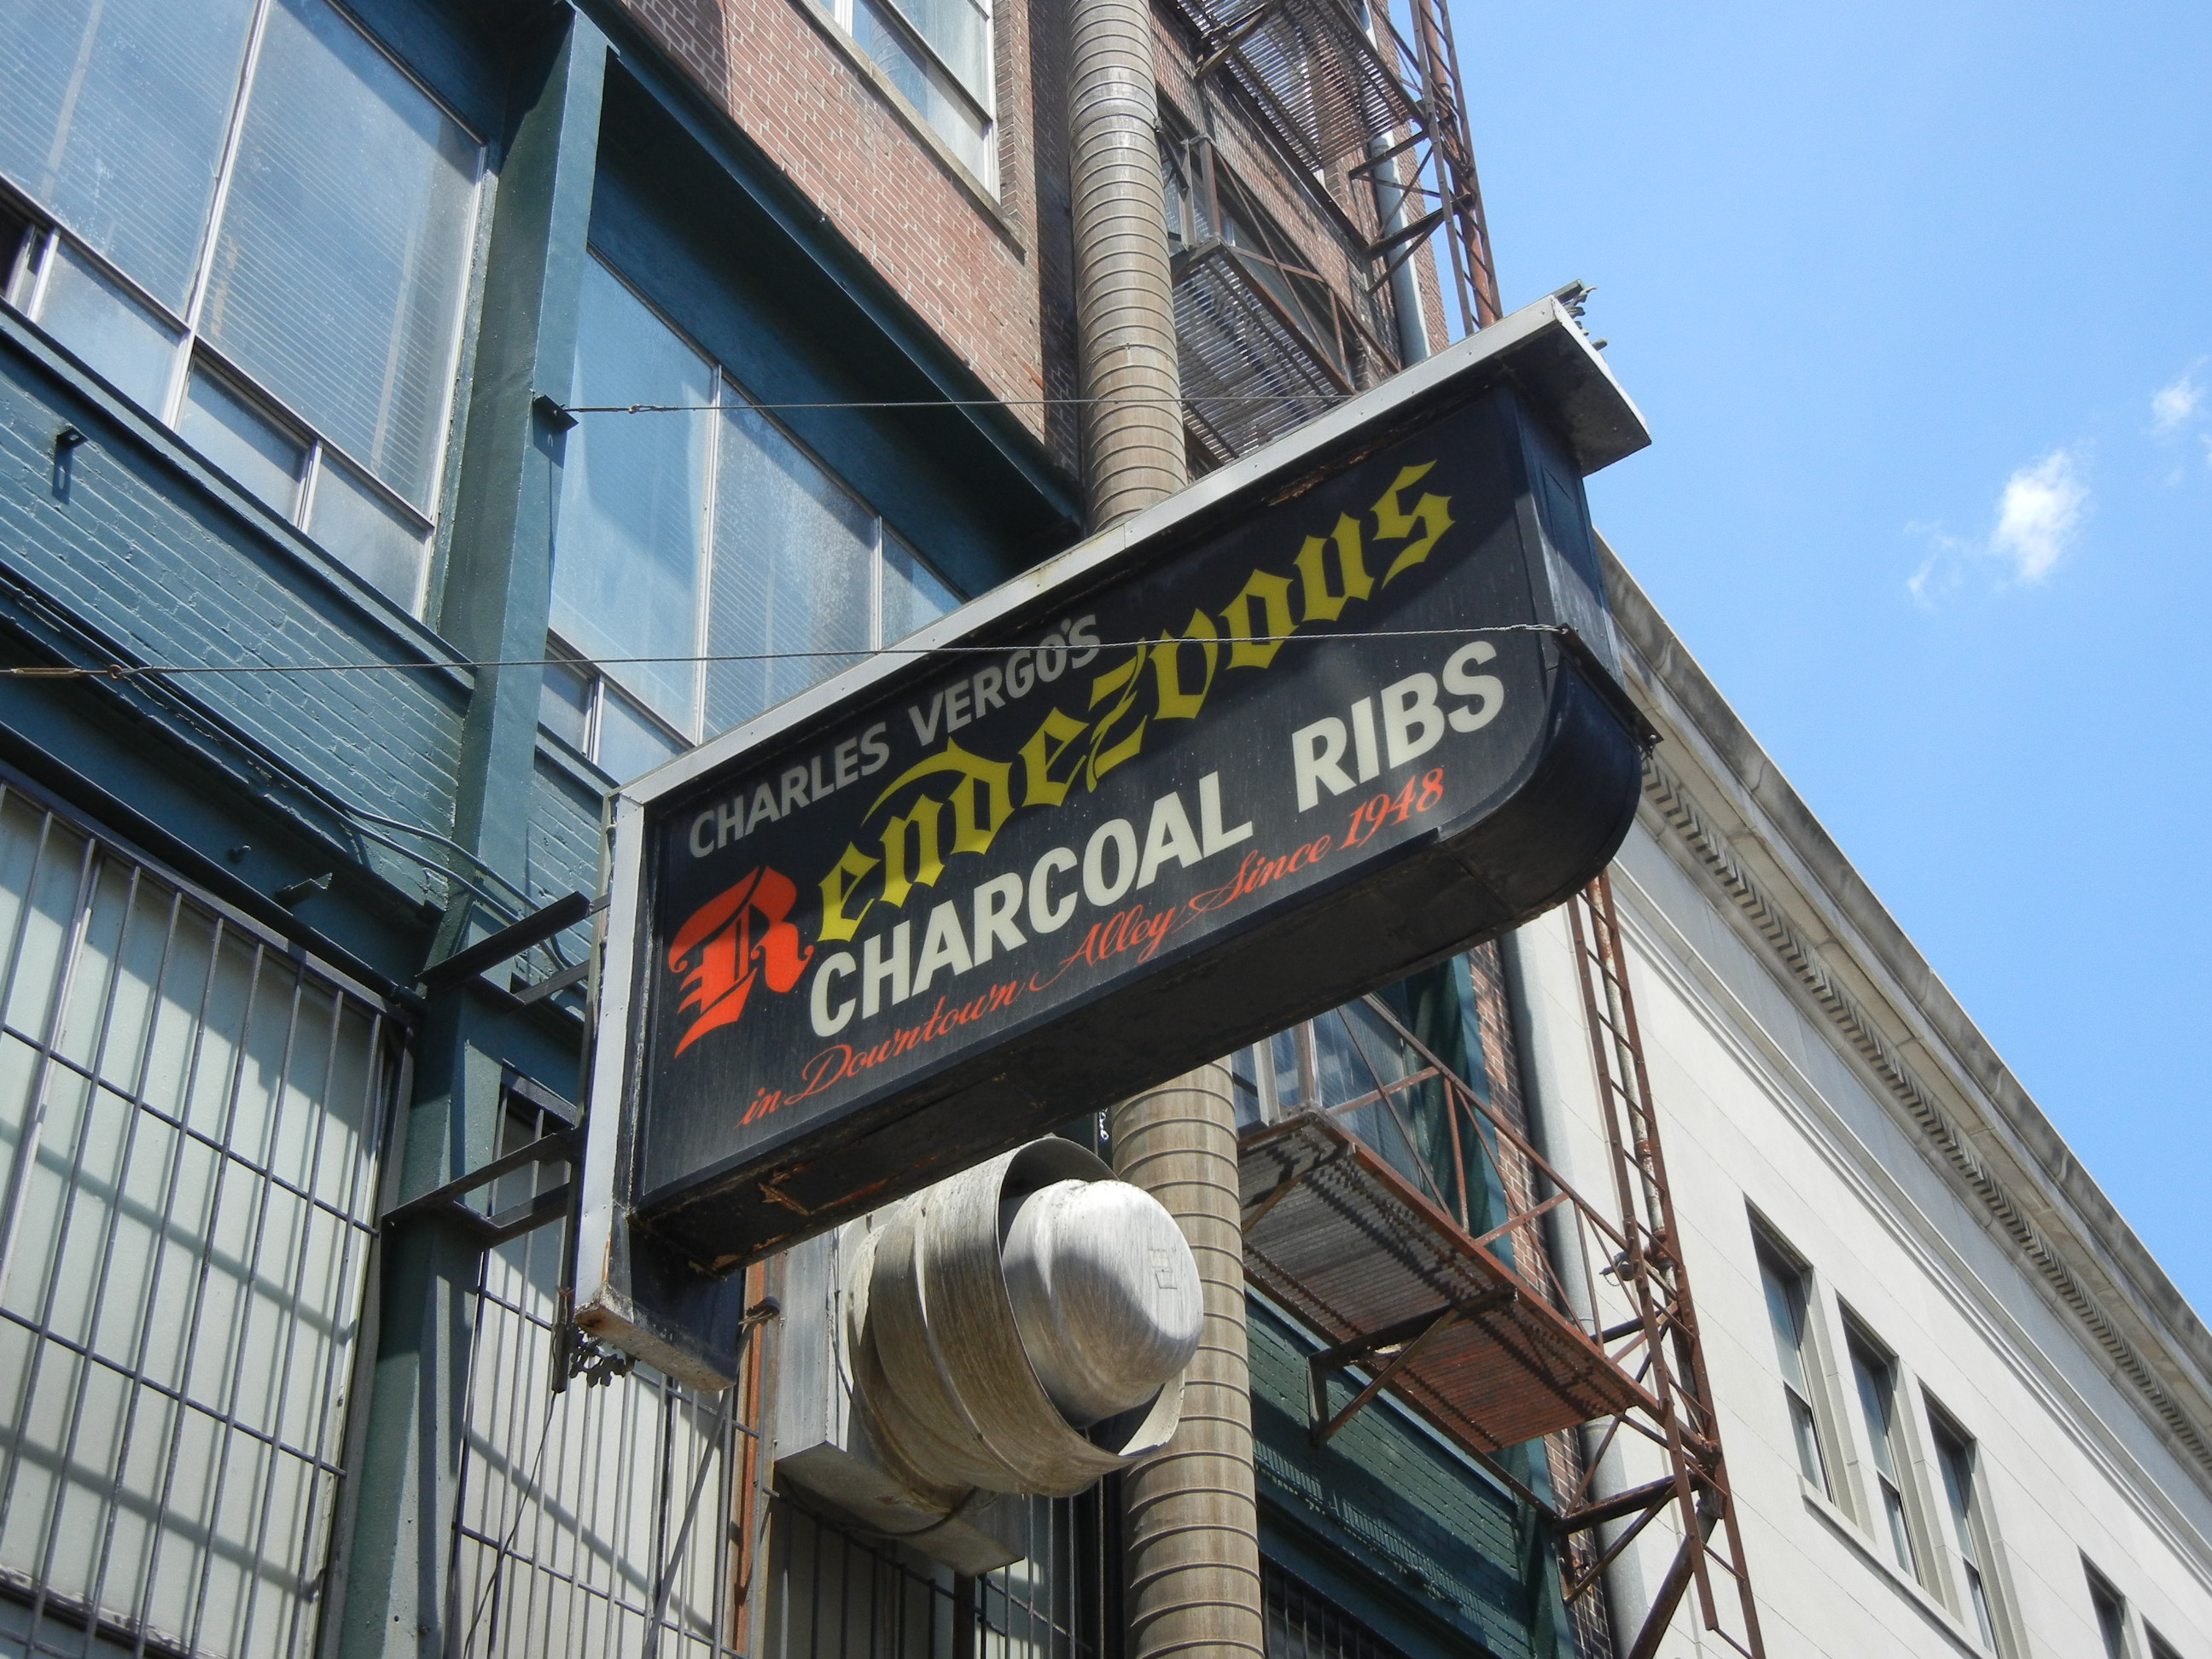 CHARLES VERGO'S
Rendezvous
CHARCOAL RIBS
in Downtown Alley Since 1948